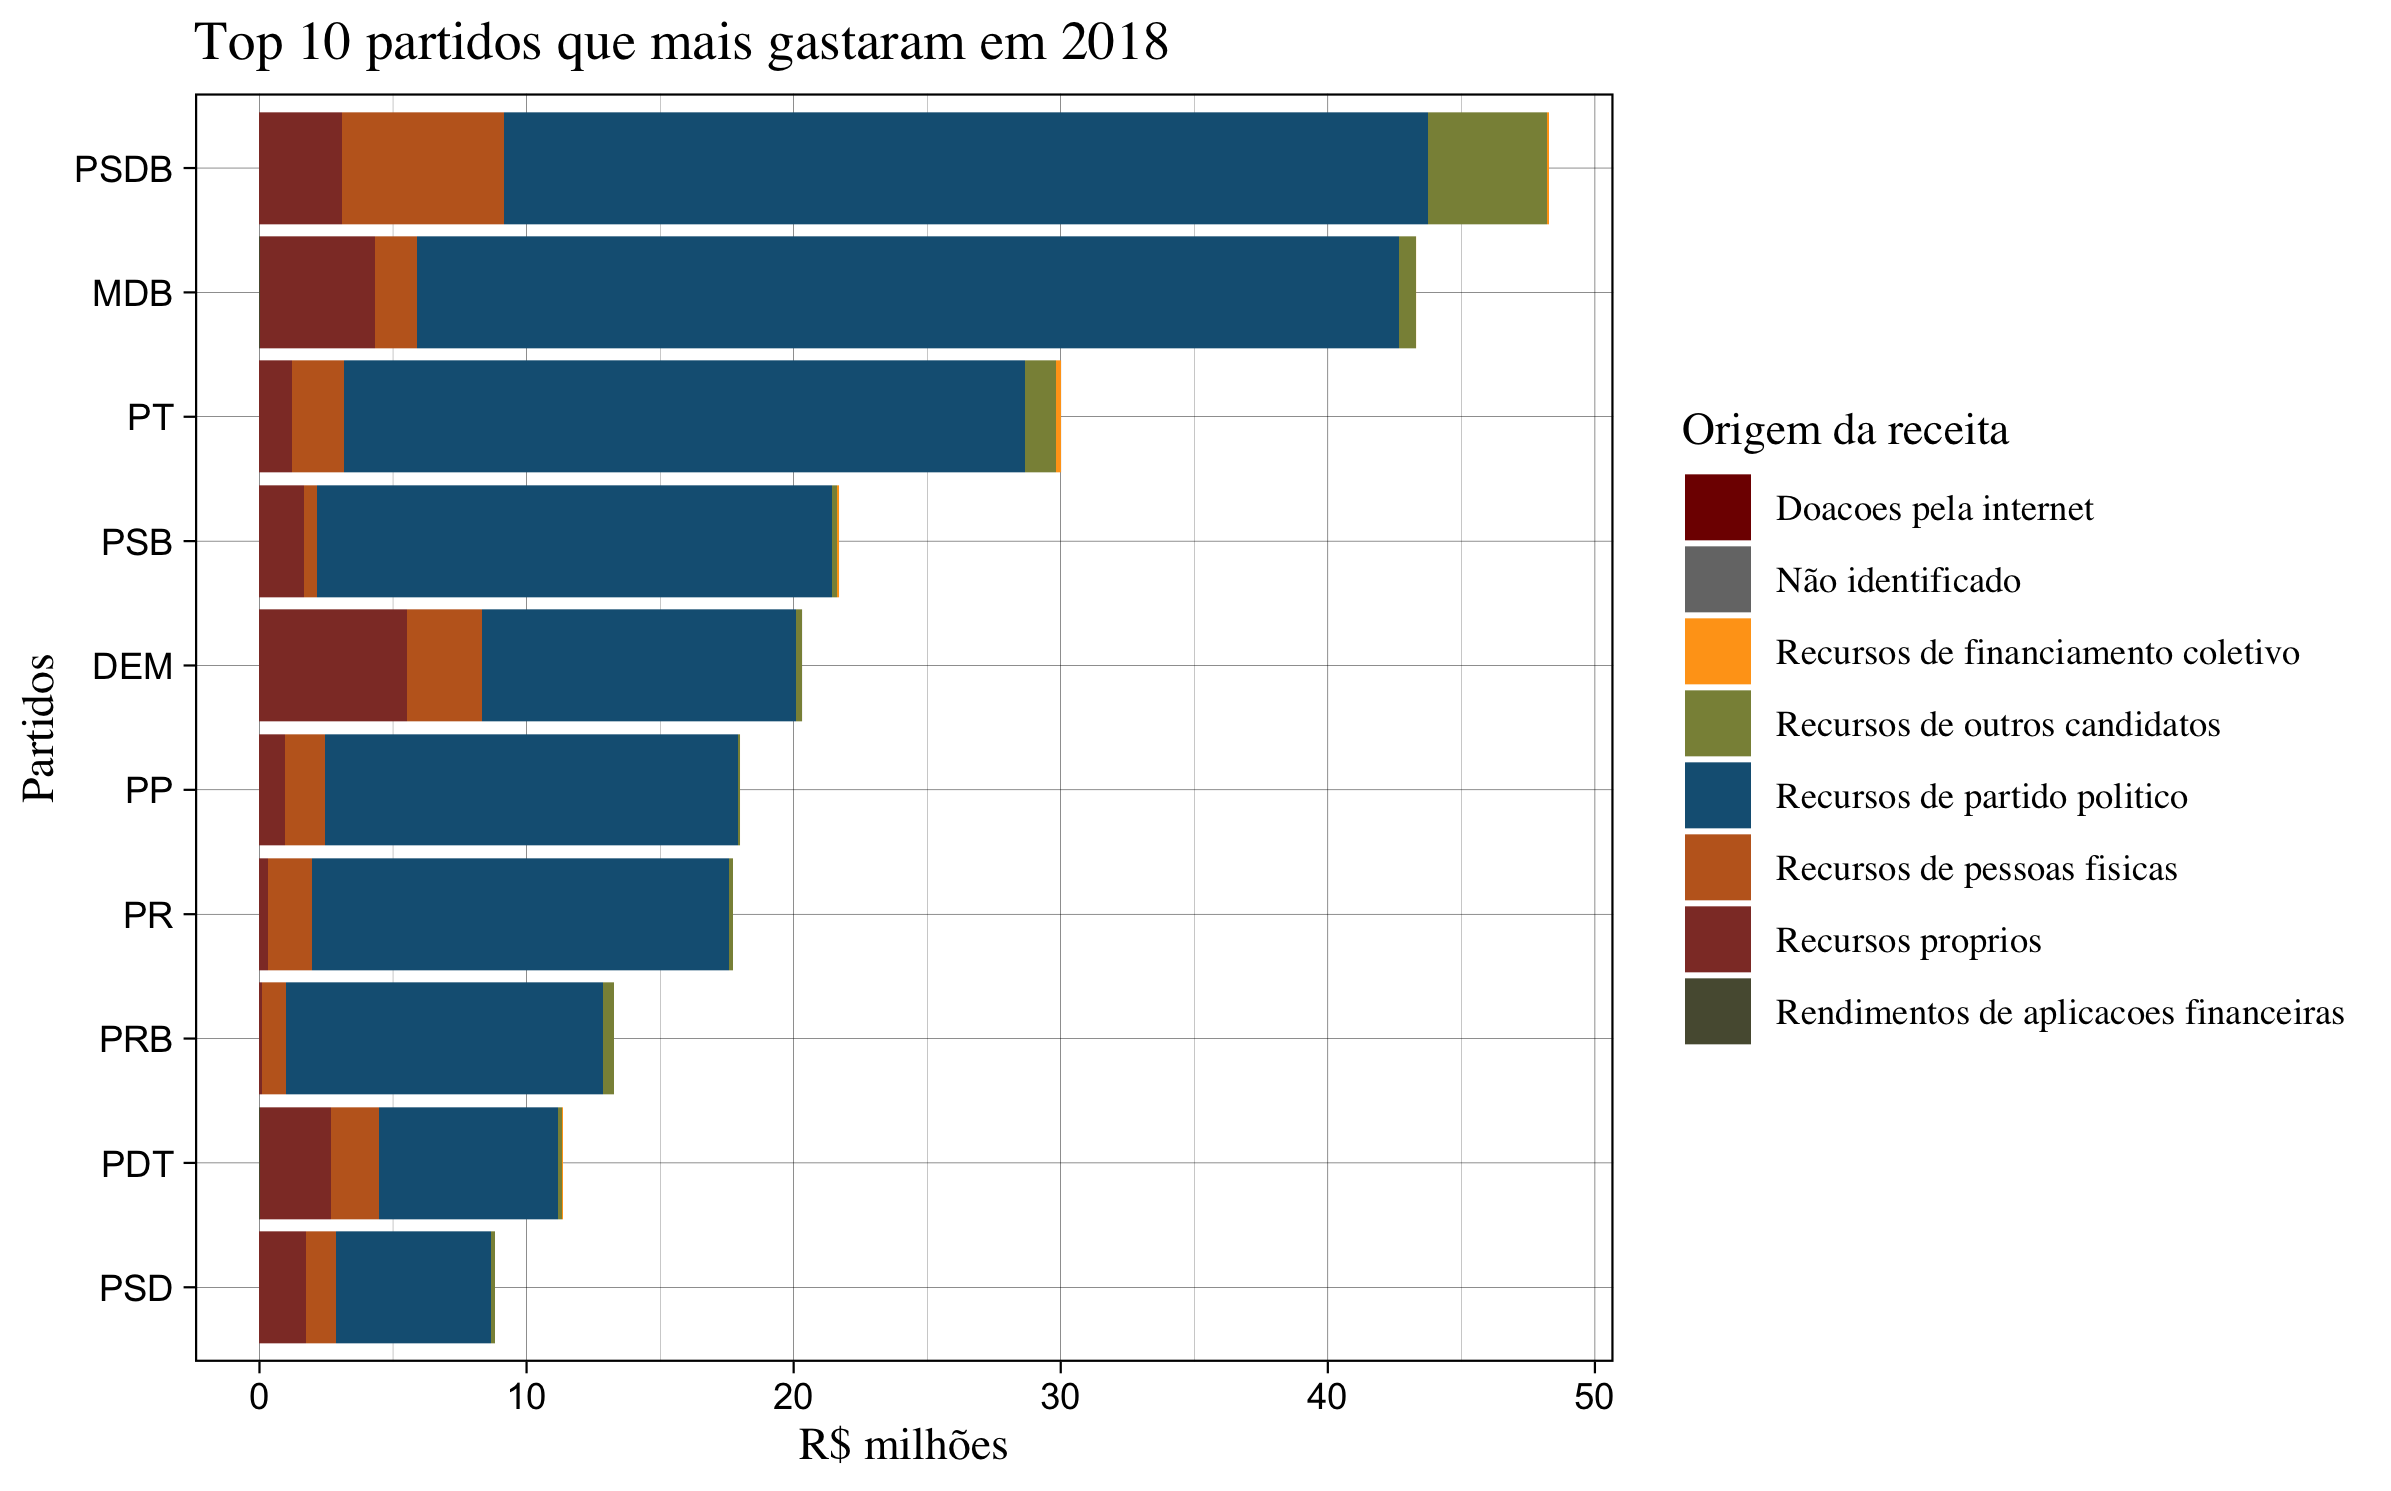 Top 10 partidos que mais gastaram em 2018
PSDB
MDB
PT
PSB
DEM
PP
PR
PRB
PDT
PSD
Partidos
0 10 20 30 40 50
R$ milhões
Origem da receita
Doacoes pela internet
Não identificado
Recursos de financiamento coletivo
Recursos de outros candidatos
Recursos de partido politico
Recursos de pessoas fisicas
Recursos proprios
Rendimentos de aplicacoes financeiras